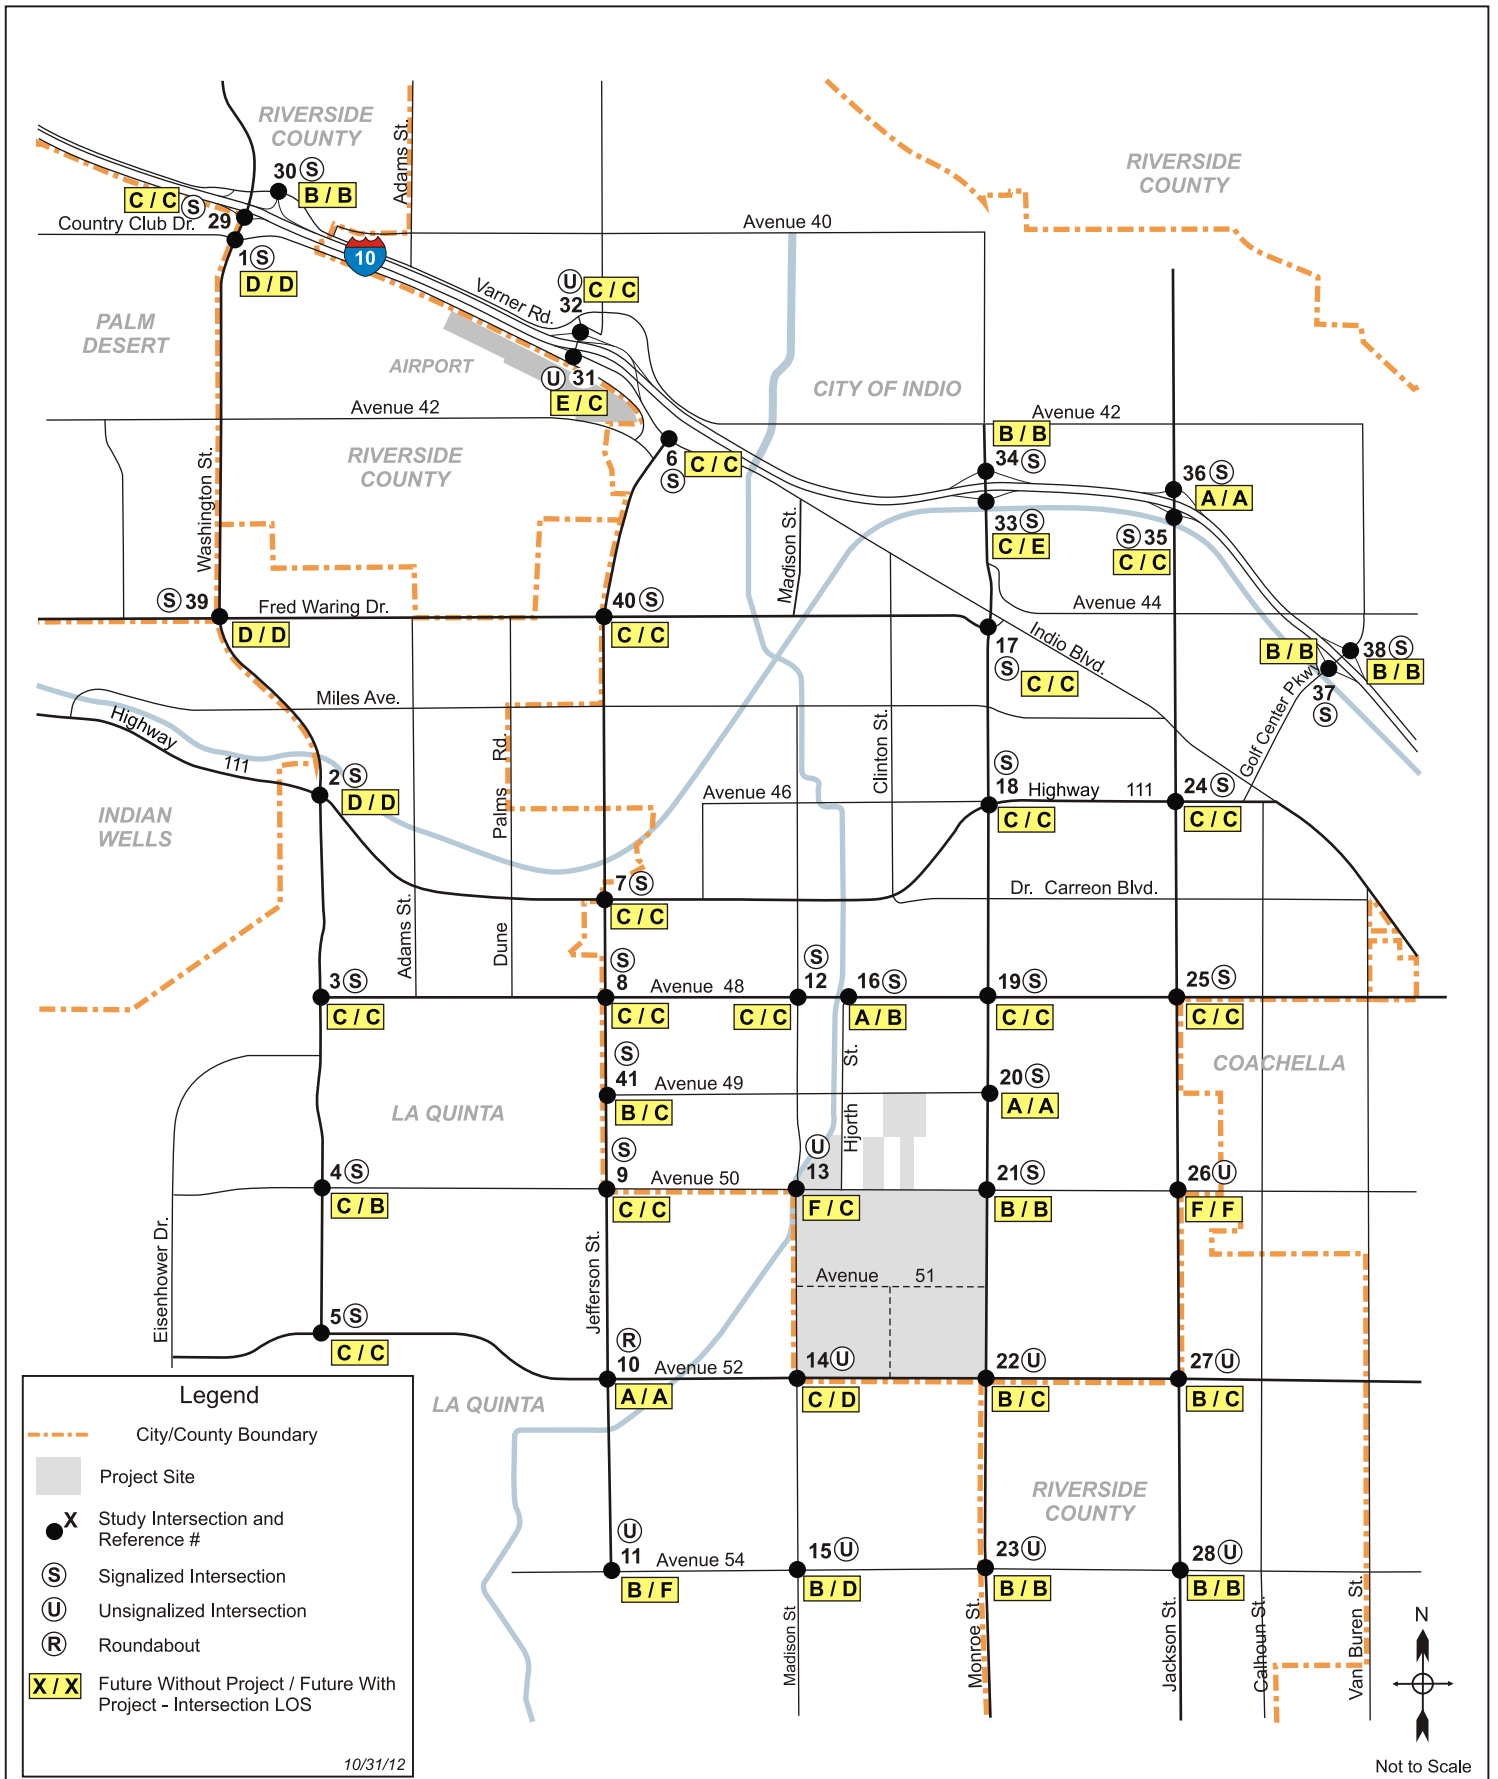 RIVERSIDE
COUNTY
Adams St.
30 S
B / B
C / C
S
29
Country Club Dr.
1 S
D / D
10
Avenue 40
RIVERSIDE
COUNTY
Varner Rd.
U
32
C / C
PALM
DESERT
AIRPORT
U 31
E / C
CITY OF INDIO
Avenue 42
Avenue 42
B / B
34 S
Washington St.
RIVERSIDE
COUNTY
6
S
C / C
36 S
A / A
Madison St.
33 S
C / E
S 35
C / C
S 39
D / D
Fred Waring Dr.
40 S
C / C
Avenue 44
17
S
C / C
Indio Blvd.
B / B
38 S
B / B
37
S
Golf Center Pkwy
Miles Ave.
Highway
111
2 S
D / D
Palms Rd.
Dune
Clinton St.
Avenue 46
S
18
C / C
Highway 111
24 S
C / C
INDIAN
WELLS
7 S
C / C
Dr. Carreon Blvd.
Adams St.
3 S
C / C
S
8
C / C
Avenue 48
S
12
C / C
16 S
A / B
19 S
C / C
25 S
C / C
S
41
B / C
Avenue 49
Hjorth St.
20 S
A / A
COACHELLA
LA QUINTA
4 S
C / B
S
9
C / C
Avenue 50
U
13
F / C
21 S
B / B
26 U
F / F
Eisenhower Dr.
Jefferson St.
Avenue 51
5 S
C / C
R
10
A / A
Avenue 52
14 U
C / D
22 U
B / C
27 U
B / C
LA QUINTA
RIVERSIDE
COUNTY
U
11
B / F
Avenue 54
15 U
B / D
23 U
B / B
28 U
B / B
Madison St
Monroe St.
Jackson St.
Calhoun St.
Van Buren St.
Legend
City/County Boundary
Project Site
X
Study Intersection and
Reference #
S Signalized Intersection
U Unsignalized Intersection
R Roundabout
X / X Future Without Project / Future With
Project - Intersection LOS
10/31/12
N
Not to Scale